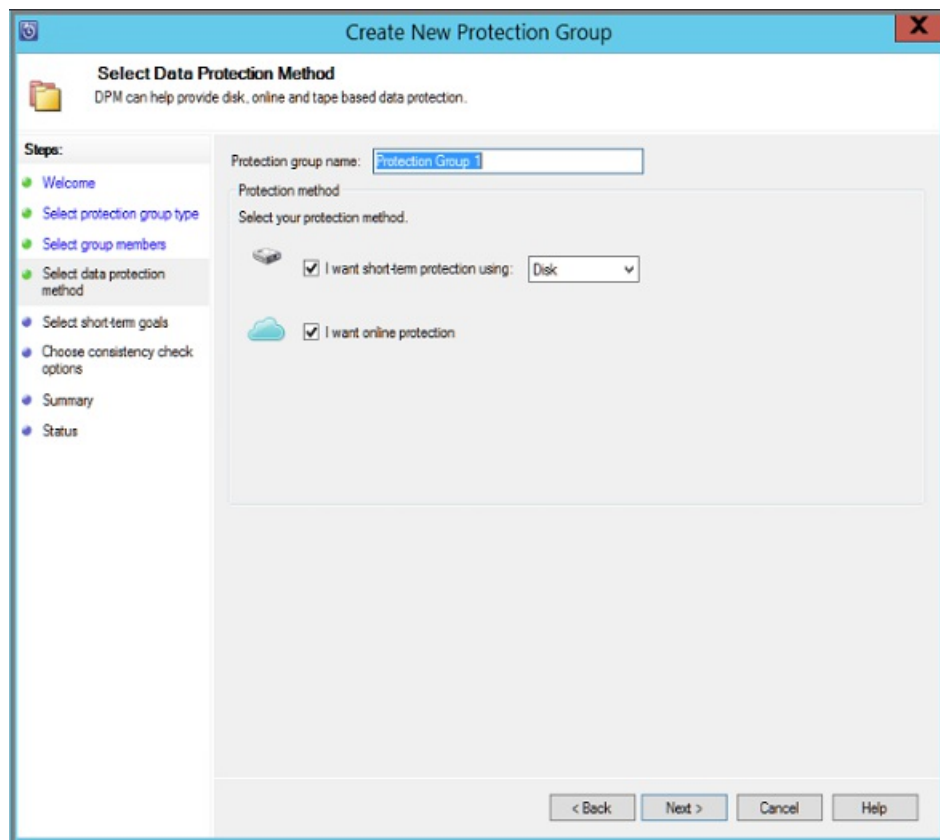 Create New Protection Group
X
Select Data Protection Method
DPM can help provide disk, online and tape based data protection.
Steps:
Welcome
Select protection group type
Select group members
Select data protection
method
Select short-term goals
Choose consistency check
options
Summary
Status
Protection group name: Protection Group 1
Protection method
Select your protection method.
I want short-term protection using: Disk
I want online protection
< Back Next > Cancel Help